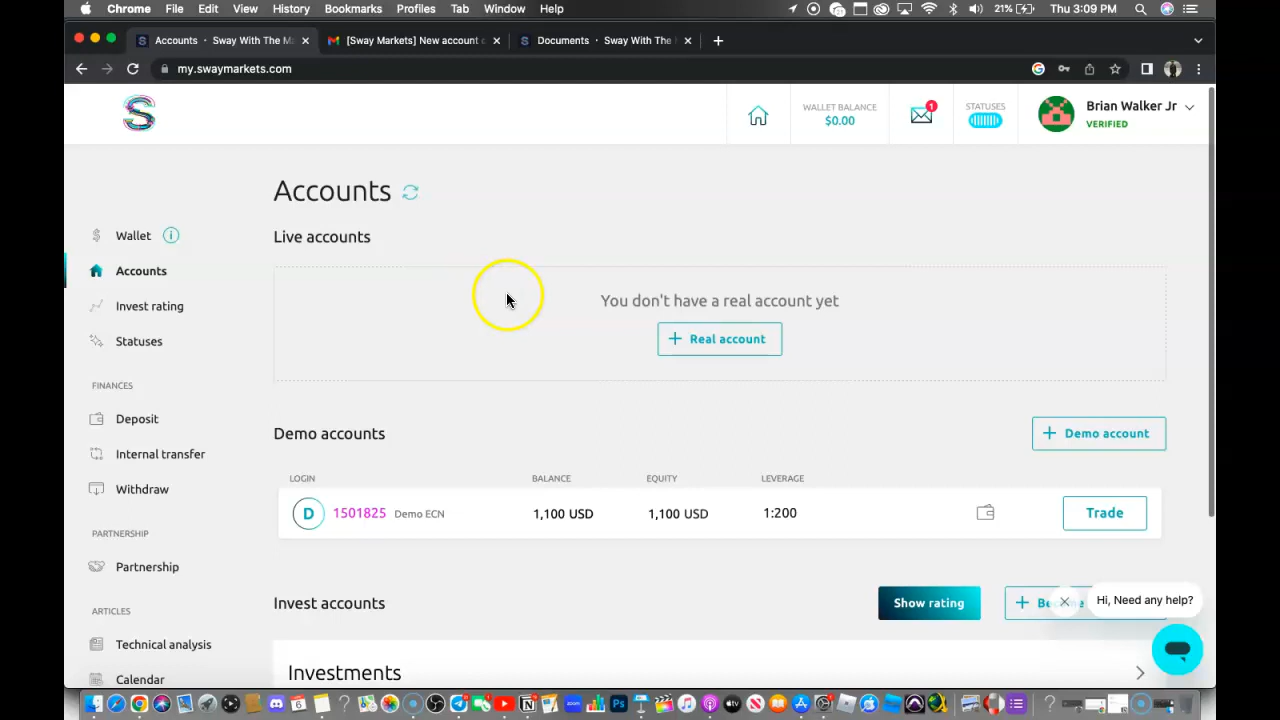 Chrome File Edit View History Bookmarks Profiles Tab Window Help 21% Thu 3:09 PM
Accounts · Sway With The Ma
[Sway Markets] New account
Documents · Sway With The
my.swaymarkets.com
S
WALLET BALANCE
$0.00
1
STATUSES
Brian Walker Jr
VERIFIED
Accounts
Wallet
Accounts
Invest rating
Statuses
FINANCES
Deposit
Internal transfer
Withdraw
PARTNERSHIP
Partnership
ARTICLES
Technical analysis
Calendar
Live accounts
You don't have a real account yet
+ Real account
Demo accounts
+ Demo account
LOGIN BALANCE EQUITY LEVERAGE
D 1501825 Demo ECN 1,100 USD 1,100 USD 1:200 Trade
Invest accounts
Show rating
+
Hi, Need any help?
Investments